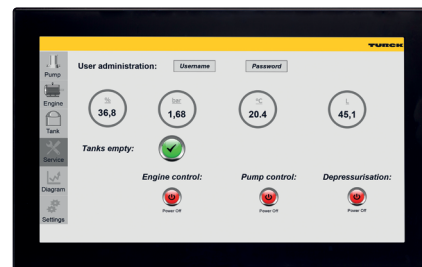 TURCK
Pump
Engine
Tank
Service
Diagram
Settings
User administration: Username Password
% bar °C L
36,8 1,68 20.4 45,1
Tanks empty:
Engine control: Pump control: Depressurisation:
Power Off Power Off Power Off